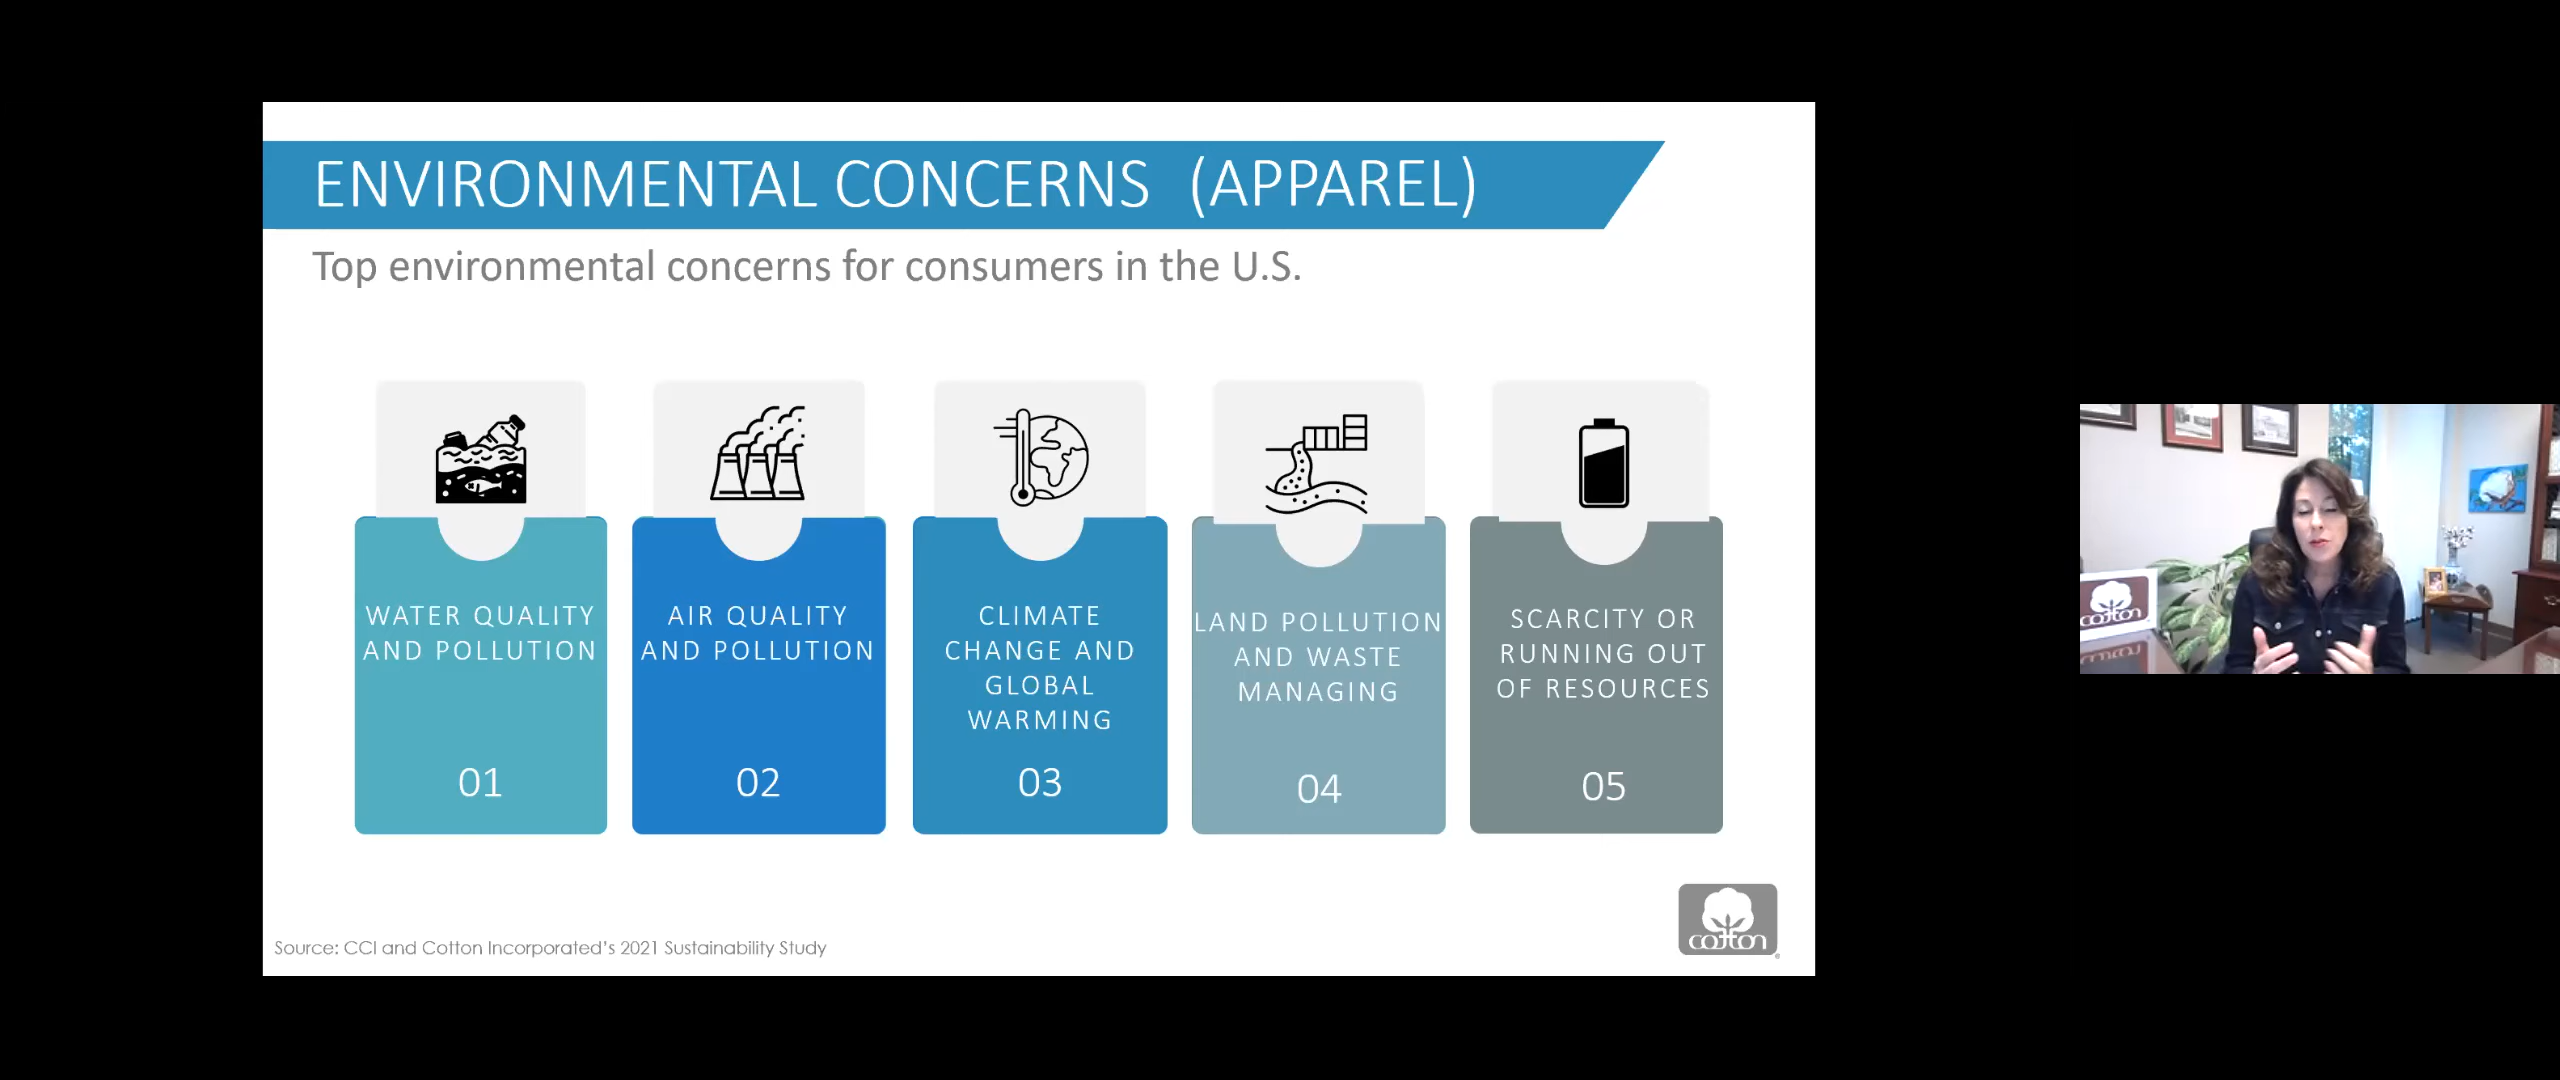 ENVIRONMENTAL CONCERNS (APPAREL)
Top environmental concerns for consumers in the U.S.
WATER QUALITY
AND POLLUTION
01
AIR QUALITY
AND POLLUTION
02
CLIMATE
CHANGE AND
GLOBAL
WARMING
03
LAND POLLUTION
AND WASTE
MANAGING
04
SCARCITY OR
RUNNING OUT
OF RESOURCES
05
Source: CCI and Cotton Incorporated's 2021 Sustainability Study
cotton
®
cotton